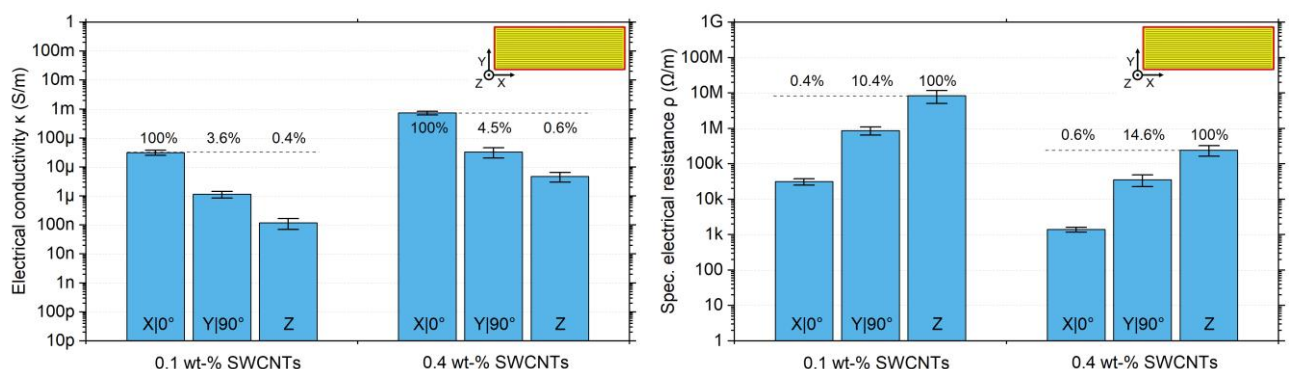 Electrical conductivity κ (S/m)
1
100m
10m
1m
100µ
10µ
1µ
100n
10n
1n
100p
10p
Y
Z X
100% 3.6% 0.4%
100% 4.5% 0.6%
X|0° Y|90° Z
X|0° Y|90° Z
0.1 wt-% SWCNTs 0.4 wt-% SWCNTs
Spec. electrical resistance ρ (Ω/m)
1G
100M
10M
1M
100k
10k
1k
100
10
1
Y
Z X
0.4% 10.4% 100%
0.6% 14.6% 100%
X|0° Y|90° Z
X|0° Y|90° Z
0.1 wt-% SWCNTs 0.4 wt-% SWCNTs